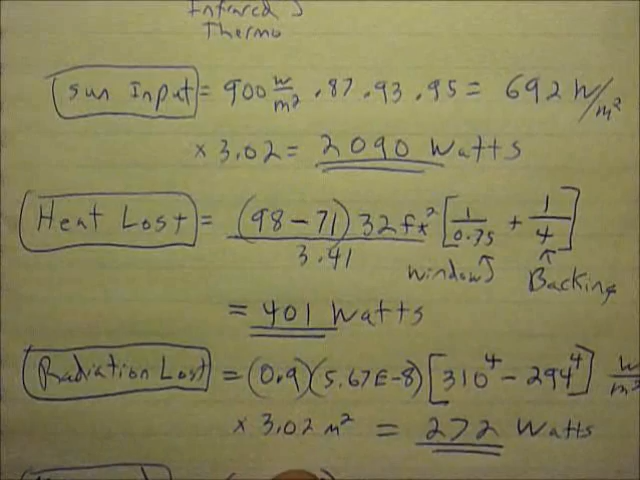 Infrared
Thermo
Sun Input = 900 W/m² . .87 . .93 . .95 = 692 W/m²
x 3.02 = 2090 Watts
Heat Lost = (98 - 71) 32 ft² / 3.41 [1/0.75 + 1/4]
windows Backing
= 401 Watts
Radiation Lost = (0.9)(5.67E-8)[310⁴ - 294⁴] W/m²
x 3.02 m² = 272 Watts